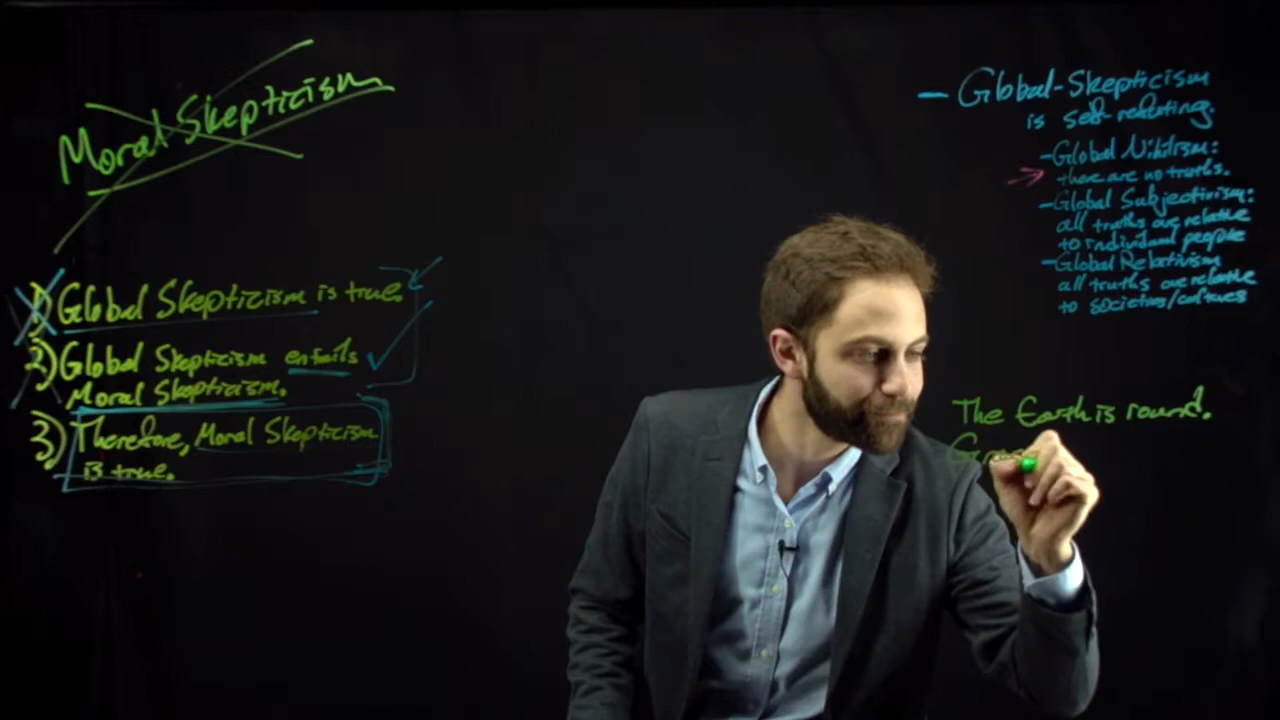 Moral Skepticism
1) Global Skepticism is true.
2) Global Skepticism entails
Moral Skepticism.
3) Therefore, Moral Skepticism
is true.
— Global-Skepticism
is self-refuting.
-Global Nihilism:
there are no truths.
-Global Subjectivism:
all truths are relative
to individual people
-Global Relativism
all truths are relative
to societies/cultures
The Earth is round.